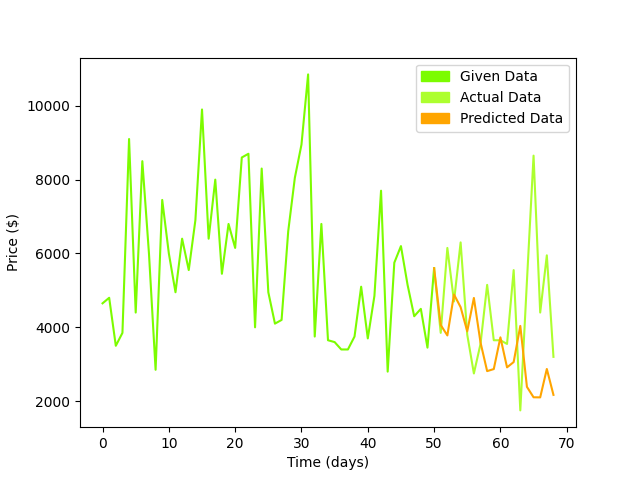 Given Data
Actual Data
Predicted Data
Price ($)
10000
8000
6000
4000
2000
0 10 20 30 40 50 60 70
Time (days)